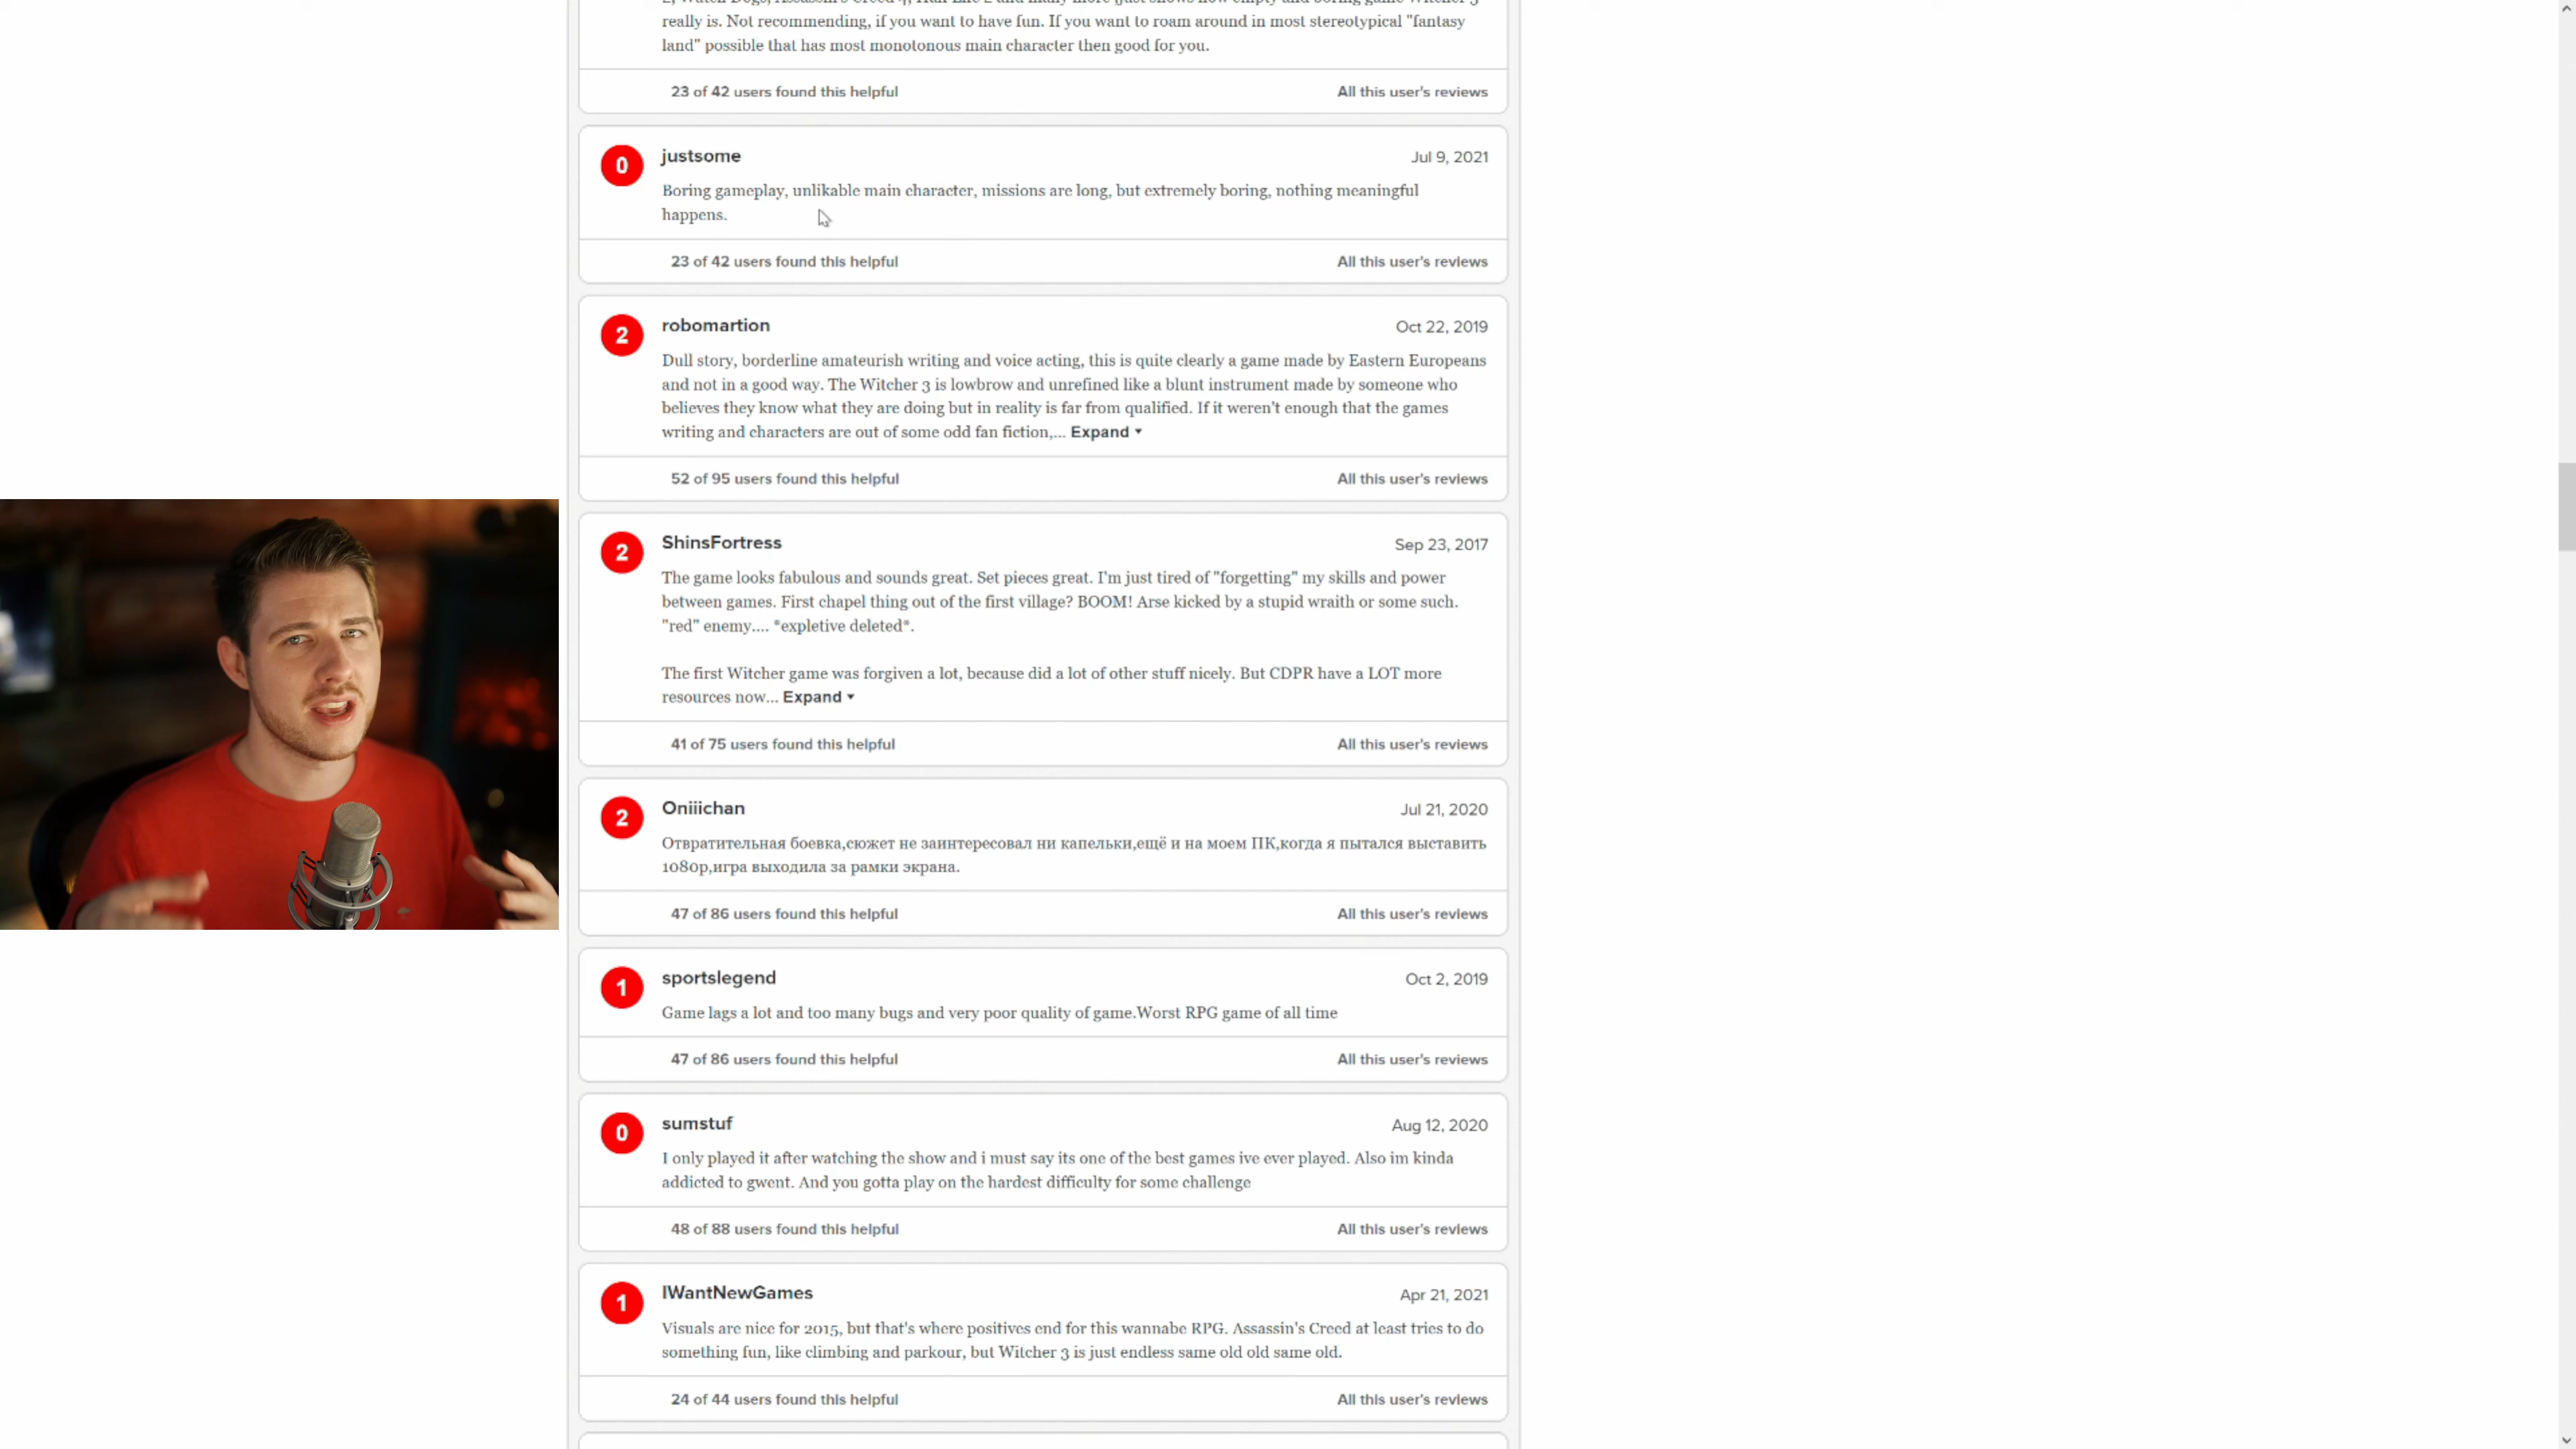 2, Watch Dogs, Assassin's Creed 4, Half Life 2 and many more just shows how empty and boring game Witcher 3
really is. Not recommending, if you want to have fun. If you want to roam around in most stereotypical "fantasy
land" possible that has most monotonous main character then good for you.
23 of 42 users found this helpful
All this user's reviews
0
justsome
Jul 9, 2021
Boring gameplay, unlikable main character, missions are long, but extremely boring, nothing meaningful
happens.
23 of 42 users found this helpful
All this user's reviews
2
robomartion
Oct 22, 2019
Dull story, borderline amateurish writing and voice acting, this is quite clearly a game made by Eastern Europeans
and not in a good way. The Witcher 3 is lowbrow and unrefined like a blunt instrument made by someone who
believes they know what they are doing but in reality is far from qualified. If it weren't enough that the games
writing and characters are out of some odd fan fiction,... Expand
52 of 95 users found this helpful
All this user's reviews
2
ShinsFortress
Sep 23, 2017
The game looks fabulous and sounds great. Set pieces great. I'm just tired of "forgetting" my skills and power
between games. First chapel thing out of the first village? BOOM! Arse kicked by a stupid wraith or some such.
"red" enemy.... *expletive deleted*.
The first Witcher game was forgiven a lot, because did a lot of other stuff nicely. But CDPR have a LOT more
resources now... Expand
41 of 75 users found this helpful
All this user's reviews
2
Oniiichan
Jul 21, 2020
Отвратительная боевка,сюжет не заинтересовал ни капельки,ещё и на моем ПК,когда я пытался выставить
1080p,игра выходила за рамки экрана.
47 of 86 users found this helpful
All this user's reviews
1
sportslegend
Oct 2, 2019
Game lags a lot and too many bugs and very poor quality of game.Worst RPG game of all time
47 of 86 users found this helpful
All this user's reviews
0
sumstuf
Aug 12, 2020
I only played it after watching the show and i must say its one of the best games ive ever played. Also im kinda
addicted to gwent. And you gotta play on the hardest difficulty for some challenge
48 of 88 users found this helpful
All this user's reviews
1
IWantNewGames
Apr 21, 2021
Visuals are nice for 2015, but that's where positives end for this wannabe RPG. Assassin's Creed at least tries to do
something fun, like climbing and parkour, but Witcher 3 is just endless same old old same old.
24 of 44 users found this helpful
All this user's reviews